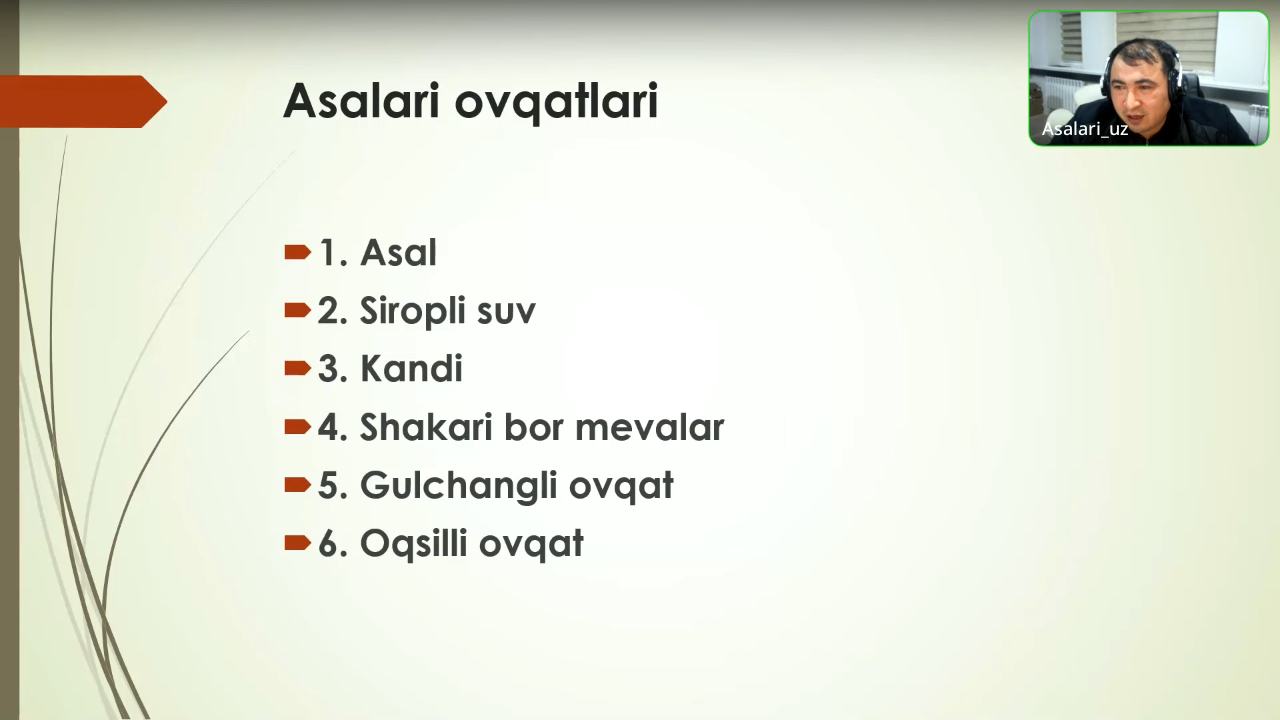 Asalari ovqatlari
Asalari_uz
1. Asal
2. Siropli suv
3. Kandi
4. Shakari bor mevalar
5. Gulchangli ovqat
6. Oqsilli ovqat